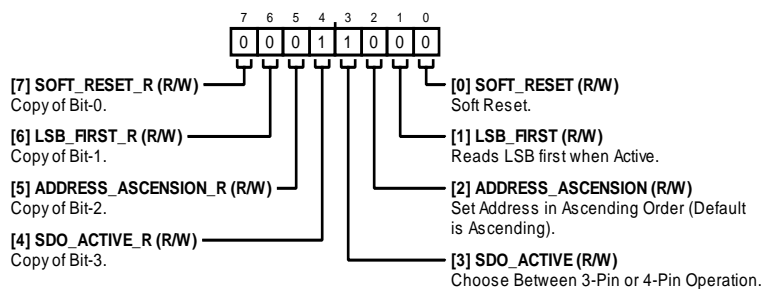 7 6 5 4 3 2 1 0
0 0 0 1 1 0 0 0
[7] SOFT_RESET_R (R/W)
Copy of Bit-0.
[6] LSB_FIRST_R (R/W)
Copy of Bit-1.
[5] ADDRESS_ASCENSION_R (R/W)
Copy of Bit-2.
[4] SDO_ACTIVE_R (R/W)
Copy of Bit-3.
[0] SOFT_RESET (R/W)
Soft Reset.
[1] LSB_FIRST (R/W)
Reads LSB first when Active.
[2] ADDRESS_ASCENSION (R/W)
Set Address in Ascending Order (Default
is Ascending).
[3] SDO_ACTIVE (R/W)
Choose Between 3-Pin or 4-Pin Operation.